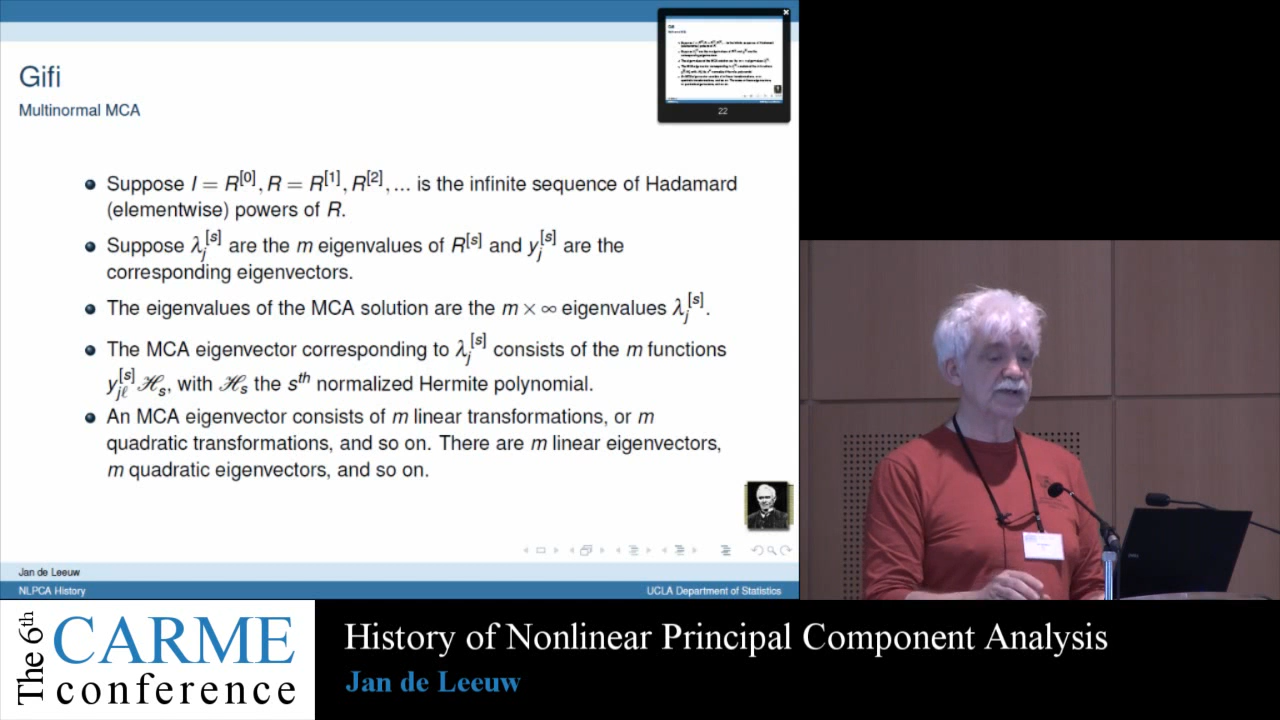 Gifi
Multinormal MCA
22
Suppose I = R^[0], R = R^[1], R^[2], ... is the infinite sequence of Hadamard
(elementwise) powers of R.
Suppose λ_j^[s] are the m eigenvalues of R^[s] and y_j^[s] are the
corresponding eigenvectors.
The eigenvalues of the MCA solution are the m × ∞ eigenvalues λ_j^[s].
The MCA eigenvector corresponding to λ_j^[s] consists of the m functions
y_jℓ^[s] ℋ_s, with ℋ_s the s^th normalized Hermite polynomial.
An MCA eigenvector consists of m linear transformations, or m
quadratic transformations, and so on. There are m linear eigenvectors,
m quadratic eigenvectors, and so on.
Jan de Leeuw
NLPCA History
UCLA Department of Statistics
The 6th
CARME
conference
History of Nonlinear Principal Component Analysis
Jan de Leeuw